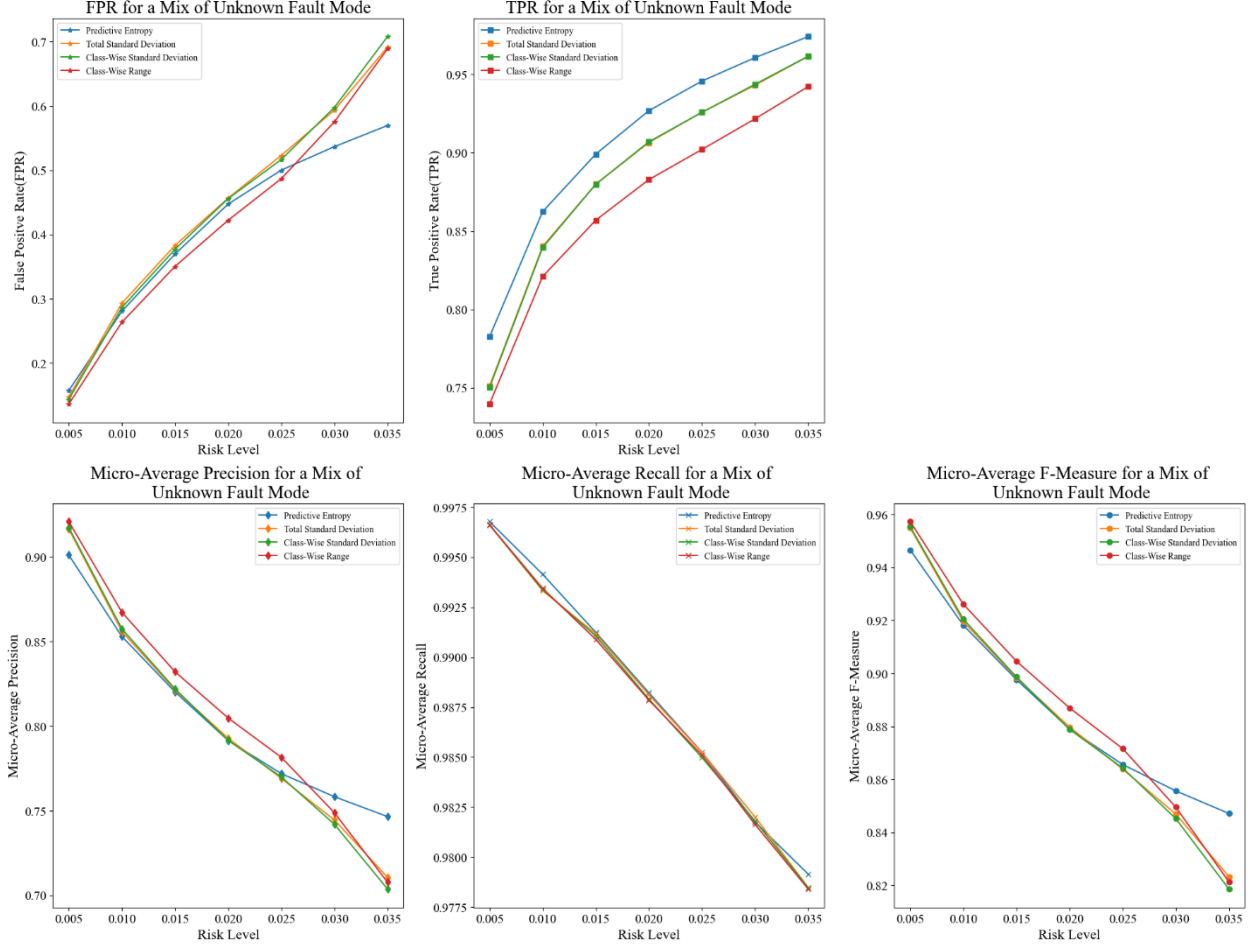 FPR for a Mix of Unknown Fault Mode
Predictive Entropy
Total Standard Deviation
Class-Wise Standard Deviation
Class-Wise Range
False Positve Rate(FPR)
0.7
0.6
0.5
0.4
0.3
0.2
0.005 0.010 0.015 0.020 0.025 0.030 0.035
Risk Level
TPR for a Mix of Unknown Fault Mode
Predictive Entropy
Total Standard Deviation
Class-Wise Standard Deviation
Class-Wise Range
True Positive Rate(TPR)
0.95
0.90
0.85
0.80
0.75
0.005 0.010 0.015 0.020 0.025 0.030 0.035
Risk Level
Micro-Average Precision for a Mix of
Unknown Fault Mode
Predictive Entropy
Total Standard Deviation
Class-Wise Standard Deviation
Class-Wise Range
Micro-Average Precision
0.90
0.85
0.80
0.75
0.70
0.005 0.010 0.015 0.020 0.025 0.030 0.035
Risk Level
Micro-Average Recall for a Mix of
Unknown Fault Mode
Predictive Entropy
Total Standard Deviation
Class-Wise Standard Deviation
Class-Wise Range
Micro-Average Recall
0.9975
0.9950
0.9925
0.9900
0.9875
0.9850
0.9825
0.9800
0.9775
0.005 0.010 0.015 0.020 0.025 0.030 0.035
Risk Level
Micro-Average F-Measure for a Mix of
Unknown Fault Mode
Predictive Entropy
Total Standard Deviation
Class-Wise Standard Deviation
Class-Wise Range
Micro-Average F-Measure
0.96
0.94
0.92
0.90
0.88
0.86
0.84
0.82
0.005 0.010 0.015 0.020 0.025 0.030 0.035
Risk Level